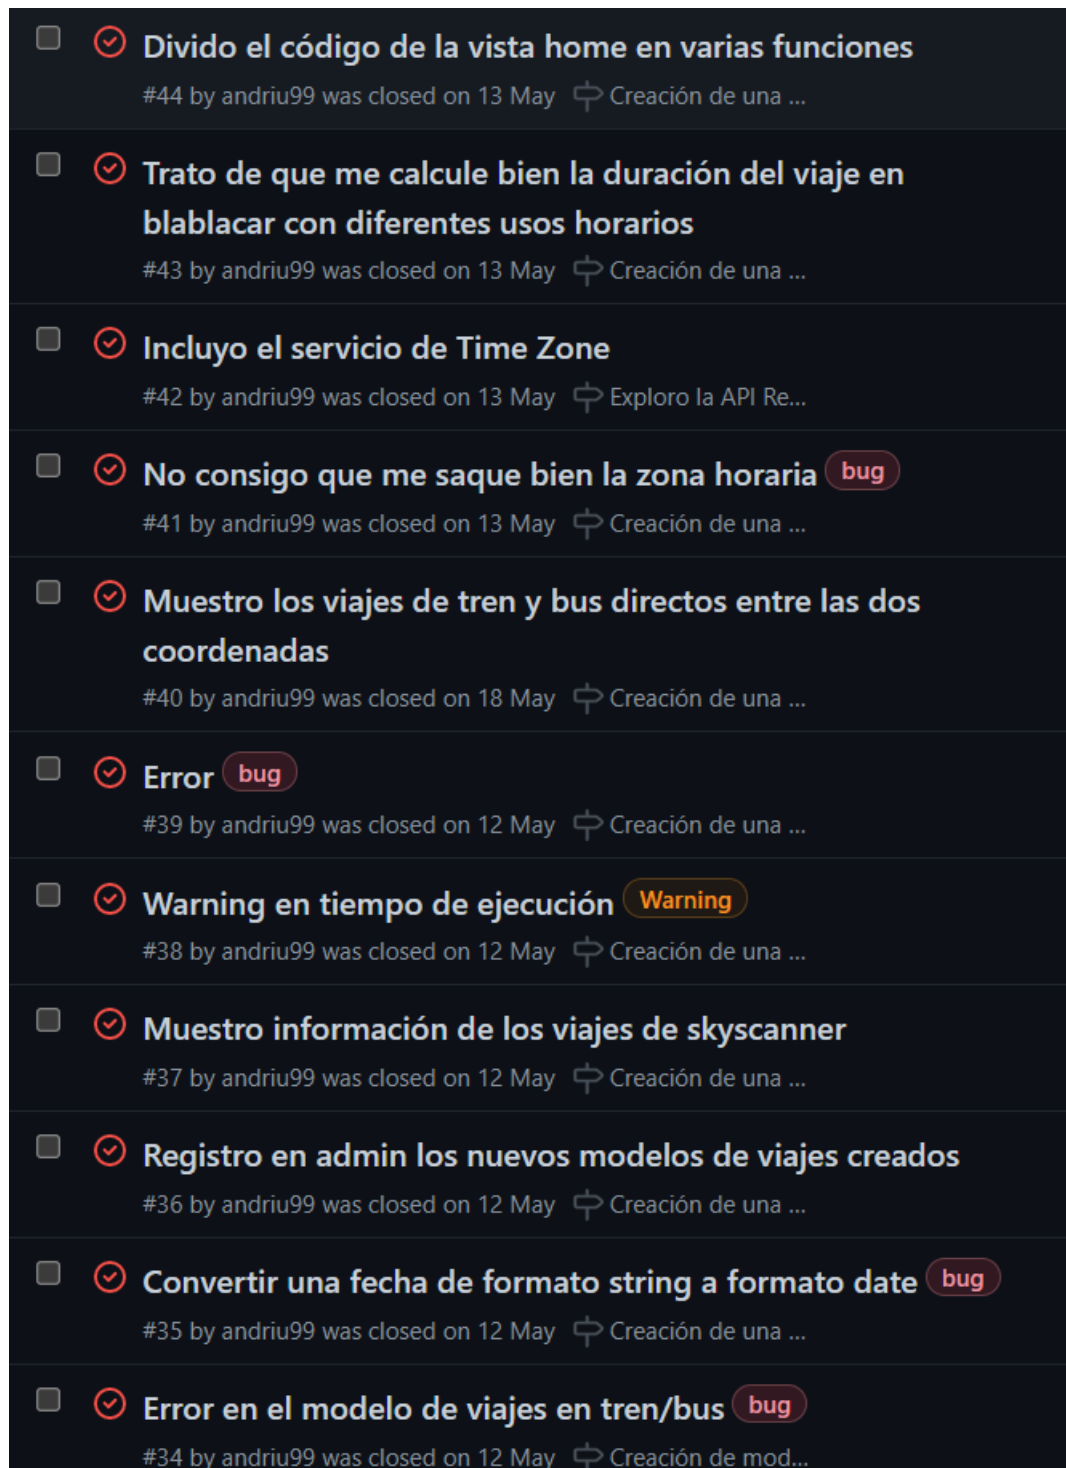 Divido el código de la vista home en varias funciones
#44 by andriu99 was closed on 13 May Creación de una ...
Trato de que me calcule bien la duración del viaje en
blablacar con diferentes usos horarios
#43 by andriu99 was closed on 13 May Creación de una ...
Incluyo el servicio de Time Zone
#42 by andriu99 was closed on 13 May Exploro la API Re...
No consigo que me saque bien la zona horaria bug
#41 by andriu99 was closed on 13 May Creación de una ...
Muestro los viajes de tren y bus directos entre las dos
coordenadas
#40 by andriu99 was closed on 18 May Creación de una ...
Error bug
#39 by andriu99 was closed on 12 May Creación de una ...
Warning en tiempo de ejecución Warning
#38 by andriu99 was closed on 12 May Creación de una ...
Muestro información de los viajes de skyscanner
#37 by andriu99 was closed on 12 May Creación de una ...
Registro en admin los nuevos modelos de viajes creados
#36 by andriu99 was closed on 12 May Creación de una ...
Convertir una fecha de formato string a formato date bug
#35 by andriu99 was closed on 12 May Creación de una ...
Error en el modelo de viajes en tren/bus bug
#34 by andriu99 was closed on 12 May Creación de mod...